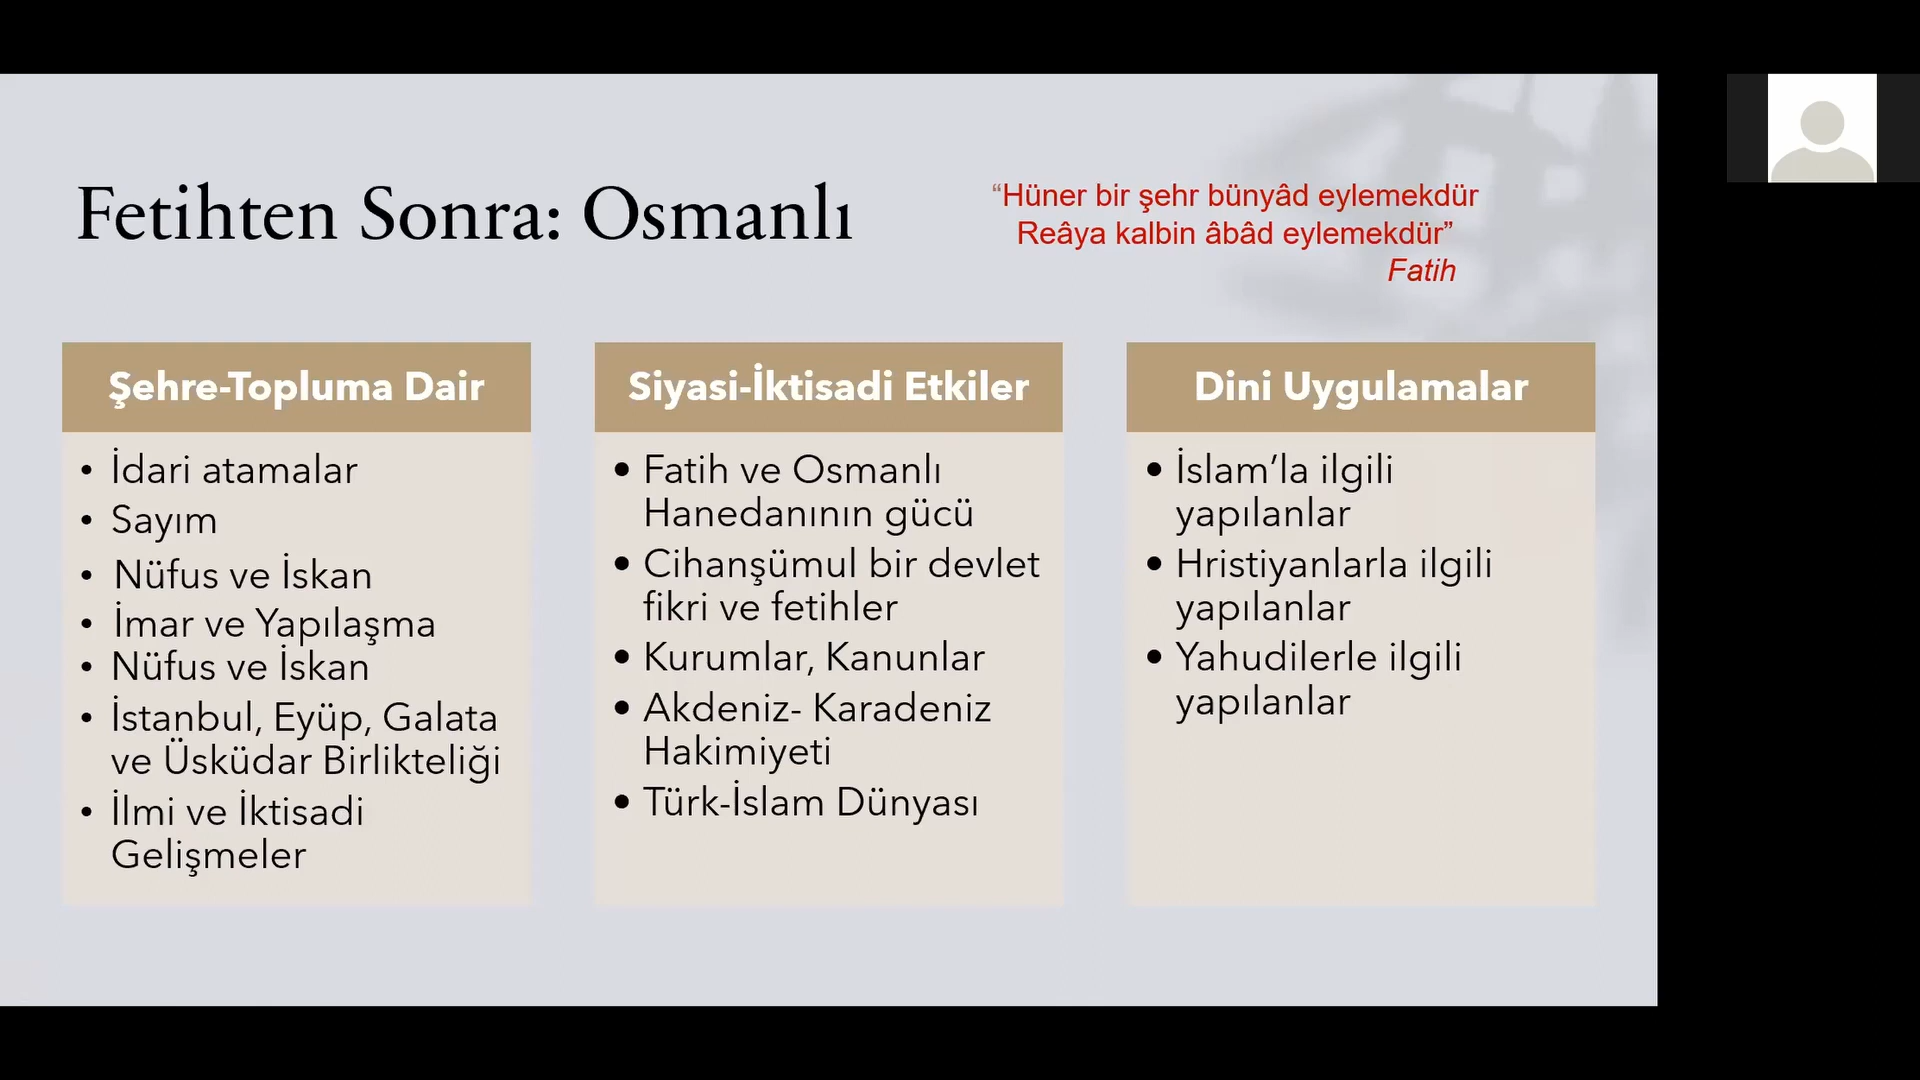 Fetihten Sonra: Osmanlı
“Hüner bir şehr bünyâd eylemekdür
Reâya kalbin âbâd eylemekdür”
Fatih
Şehre-Topluma Dair
• İdari atamalar
• Sayım
• Nüfus ve İskan
• İmar ve Yapılaşma
• Nüfus ve İskan
• İstanbul, Eyüp, Galata
ve Üsküdar Birlikteliği
• İlmi ve İktisadi
Gelişmeler
Siyasi-İktisadi Etkiler
• Fatih ve Osmanlı
Hanedanının gücü
• Cihanşümul bir devlet
fikri ve fetihler
• Kurumlar, Kanunlar
• Akdeniz- Karadeniz
Hakimiyeti
• Türk-İslam Dünyası
Dini Uygulamalar
• İslam’la ilgili
yapılanlar
• Hristiyanlarla ilgili
yapılanlar
• Yahudilerle ilgili
yapılanlar